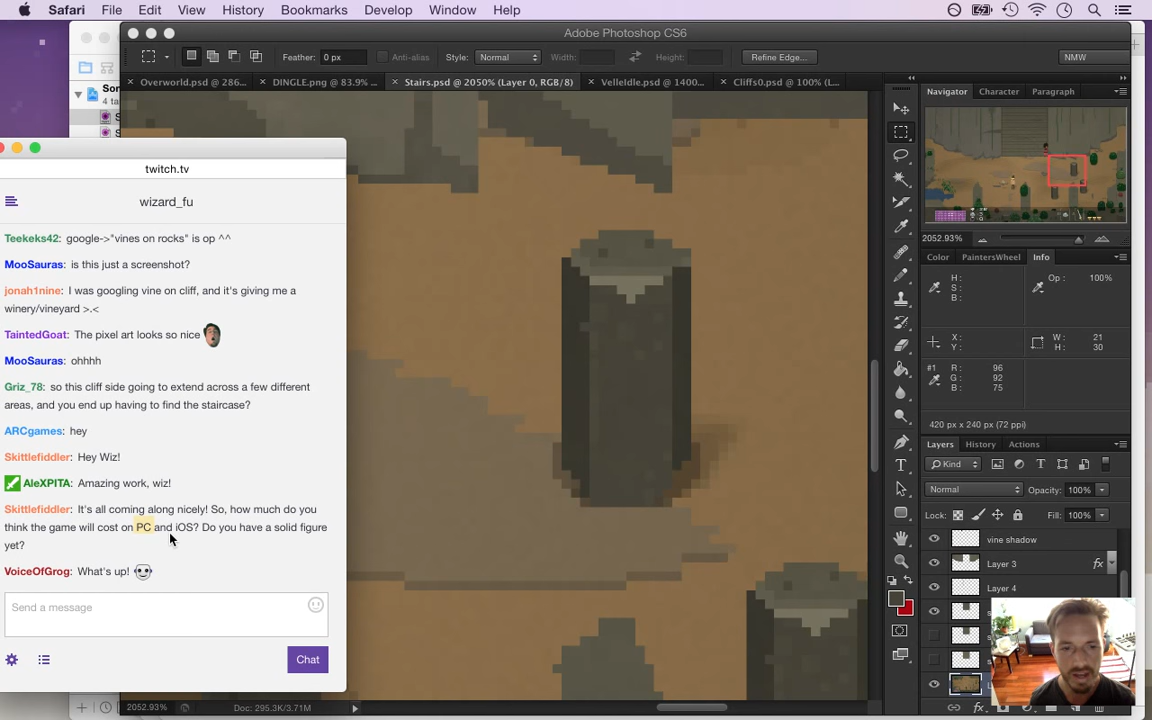 Safari File Edit View History Bookmarks Develop Window Help
Adobe Photoshop CS6
Feather: 0 px Anti-alias Style: Normal Width: Height: Refine Edge... NMW
× Overworld.psd @ 286... × DINGLE.png @ 83.9% ... × Stairs.psd @ 2050% (Layer 0, RGB/8) × VelleIdle.psd @ 1400... × Cliffs0.psd @ 100% (L...
Son
4 ta
S
S
twitch.tv
wizard_fu
Teekeks42: google->"vines on rocks" is op ^^
MooSauras: is this just a screenshot?
jonah1nine: I was googling vine on cliff, and it's giving me a
winery/vineyard >.<
TaintedGoat: The pixel art looks so nice
MooSauras: ohhhh
Griz_78: so this cliff side going to extend across a few different
areas, and you end up having to find the staircase?
ARCgames: hey
Skittlefiddler: Hey Wiz!
AleXPITA: Amazing work, wiz!
Skittlefiddler: It's all coming along nicely! So, how much do you
think the game will cost on PC and iOS? Do you have a solid figure
yet?
VoiceOfGrog: What's up!
Send a message
Chat
2052.93% Doc: 295.3K/3.71M
Navigator Character Paragraph
2052.93%
Color PaintersWheel Info
H: Op: 100%
S:
B:
X: W: 21
Y: H: 30
#1 R: 96
G: 92
B: 75
420 px x 240 px (72 ppi)
Layers History Actions
Kind
Normal Opacity: 100%
Lock: Fill: 100%
vine shadow
Layer 3 fx
Layer 4
s
s
s